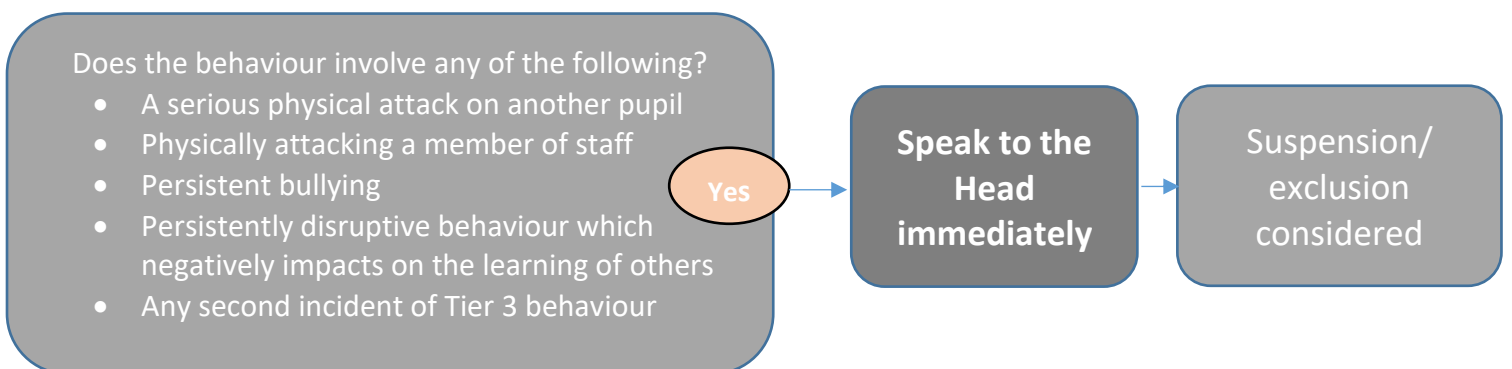 Does the behaviour involve any of the following?
• A serious physical attack on another pupil
• Physically attacking a member of staff
• Persistent bullying
• Persistently disruptive behaviour which
negatively impacts on the learning of others
• Any second incident of Tier 3 behaviour
Yes
Speak to the
Head
immediately
Suspension/
exclusion
considered